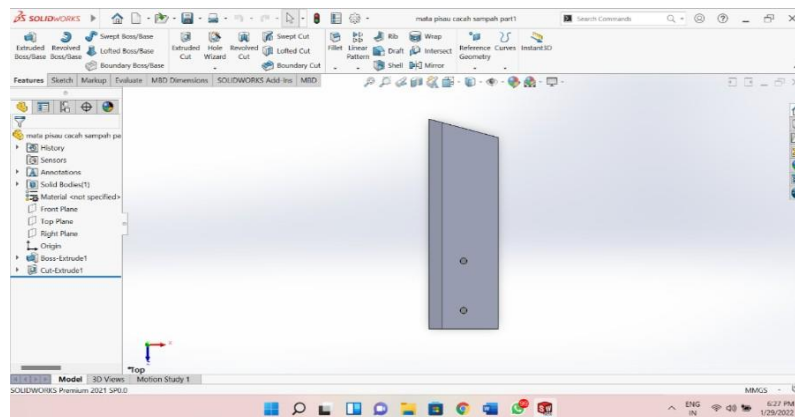 SOLIDWORKS
mata pisau cacah sampah part1
Search Commands
Extruded Boss/Base
Revolved Boss/Base
Swept Boss/Base
Lofted Boss/Base
Boundary Boss/Base
Extruded Cut
Hole Wizard
Revolved Cut
Swept Cut
Lofted Cut
Boundary Cut
Fillet
Linear Pattern
Rib
Draft
Shell
Wrap
Intersect
Mirror
Reference Geometry
Curves
Instant3D
Features Sketch Markup Evaluate MBD Dimensions SOLIDWORKS Add-Ins MBD
mata pisau cacah sampah pa
History
Sensors
Annotations
Solid Bodies(1)
Material <not specified>
Front Plane
Top Plane
Right Plane
Origin
Boss-Extrude1
Cut-Extrude1
*Top
Model 3D Views Motion Study 1
SOLIDWORKS Premium 2021 SP0.0
MMGS
ENG
IN
6:27 PM